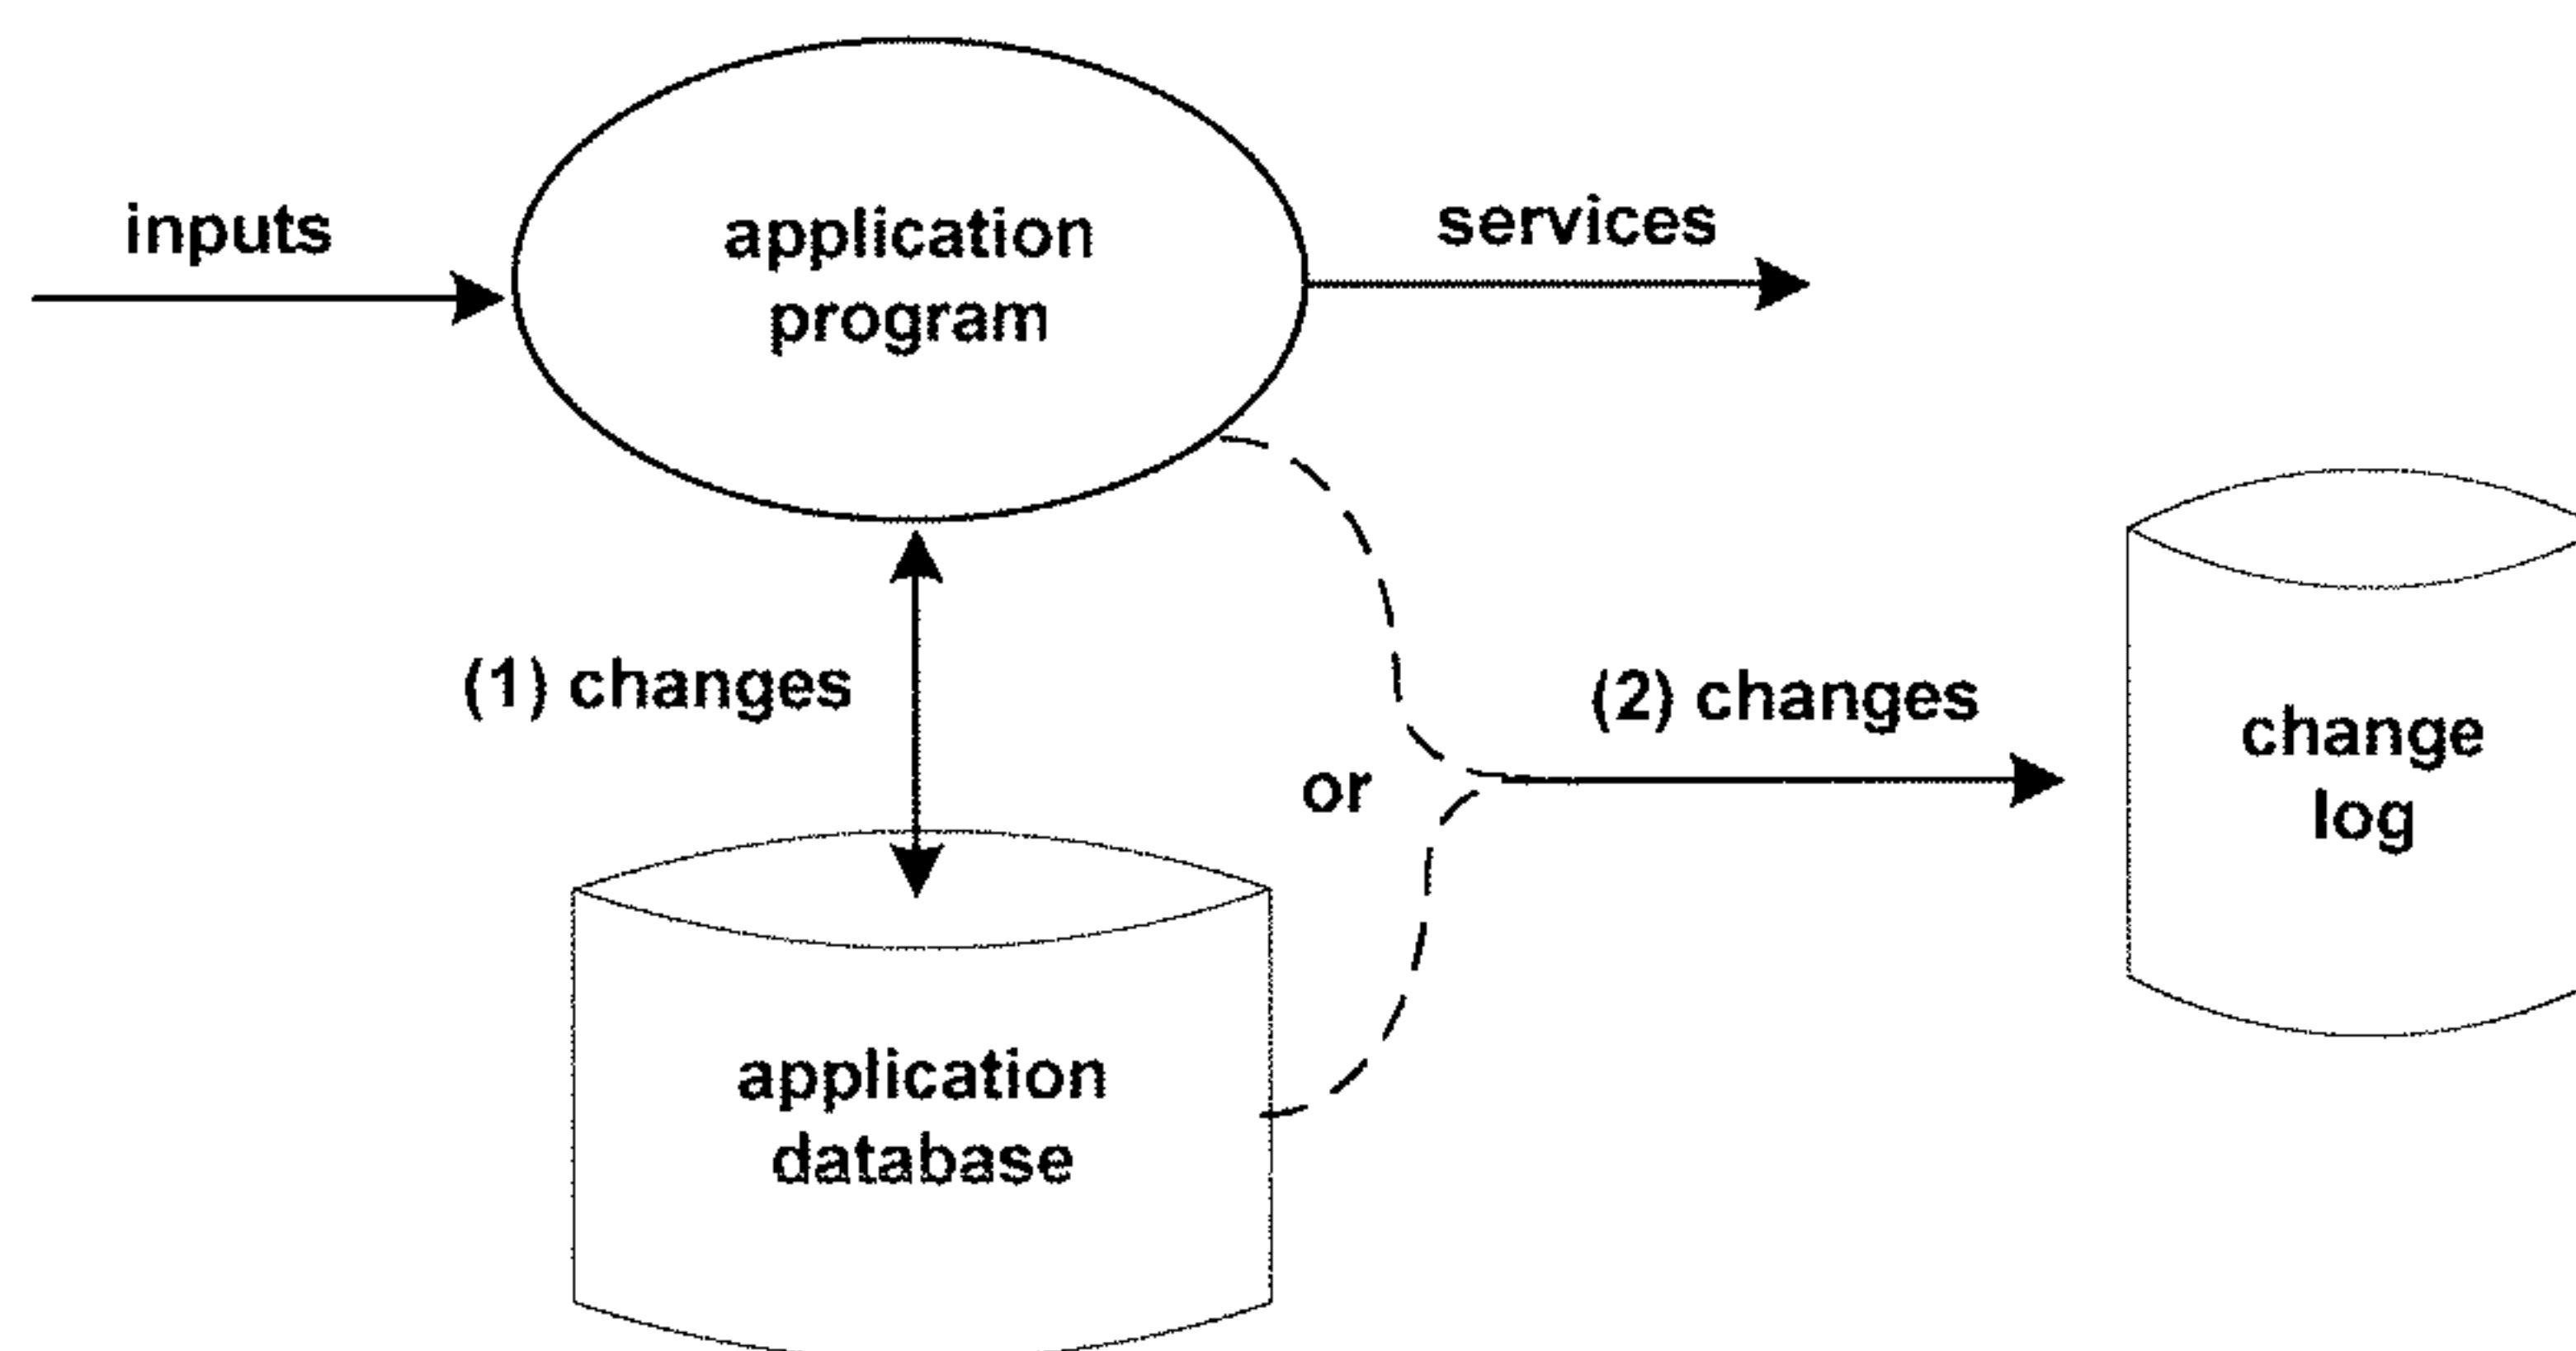 inputs
application
program
services
(1) changes
(2) changes
or
change
log
application
database